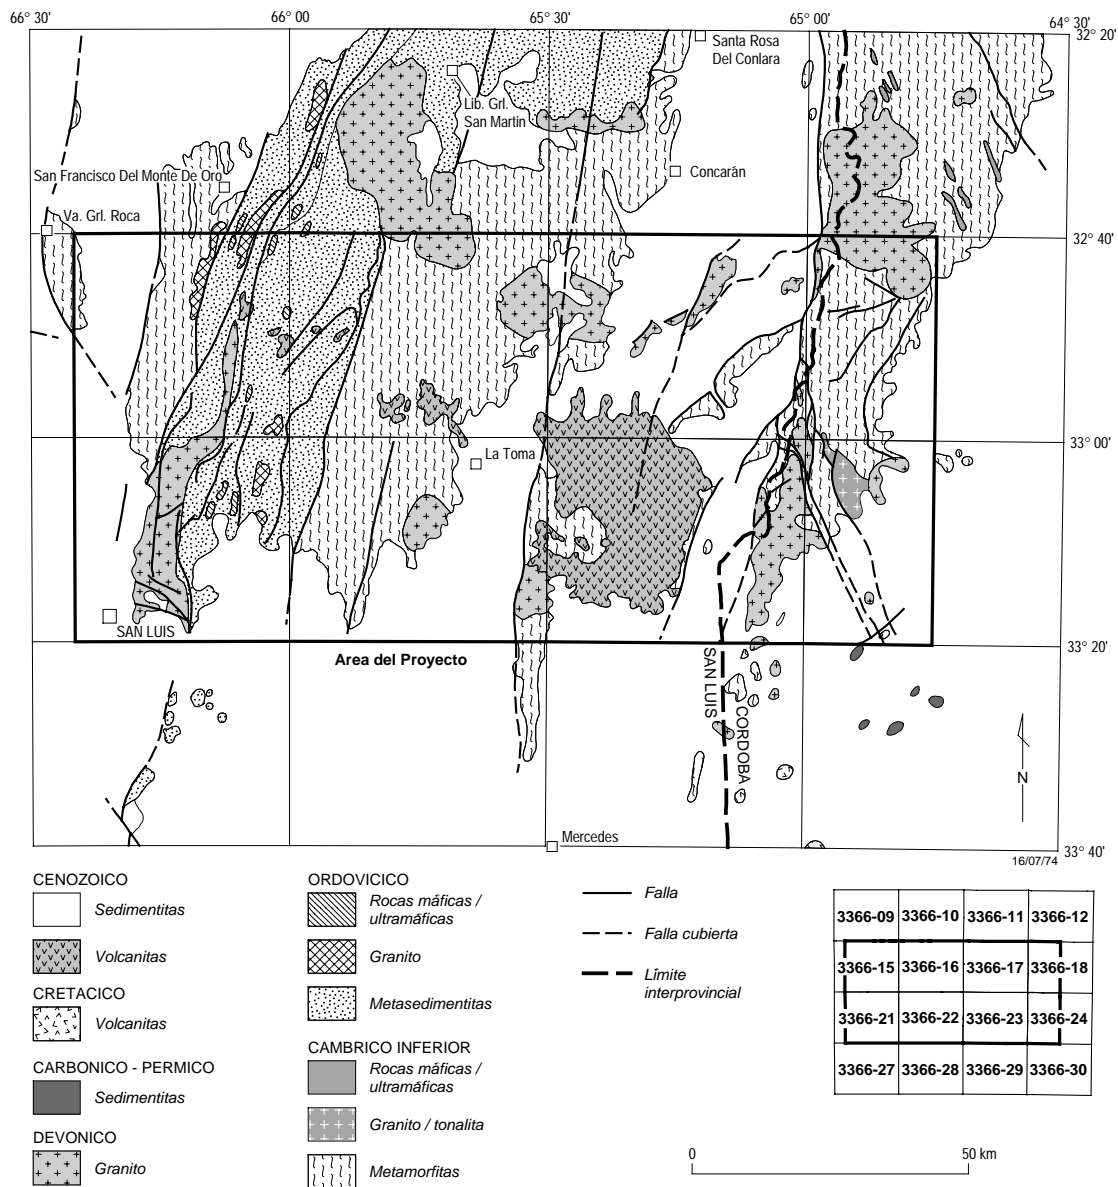 66° 30'
66° 00'
65° 30'
65° 00'
64° 30'
32° 20'
Santa Rosa
Del Conlara
Lib. Grl.
San Martin
San Francisco Del Monte De Oro
Concarán
Va. Grl. Roca
32° 40'
La Toma
33° 00'
SAN LUIS
Area del Proyecto
33° 20'
SAN LUIS
CORDOBA
N
Mercedes
33° 40'
16/07/74
CENOZOICO
Sedimentitas
Volcanitas
CRETACICO
Volcanitas
CARBONICO - PERMICO
Sedimentitas
DEVONICO
Granito
ORDOVICICO
Rocas máficas /
ultramáficas
Granito
Metasedimentitas
CAMBRICO INFERIOR
Rocas máficas /
ultramáficas
Granito / tonalita
Metamorfitas
Falla
Falla cubierta
Límite
interprovincial
3366-09 3366-10 3366-11 3366-12
3366-15 3366-16 3366-17 3366-18
3366-21 3366-22 3366-23 3366-24
3366-27 3366-28 3366-29 3366-30
0 50 km